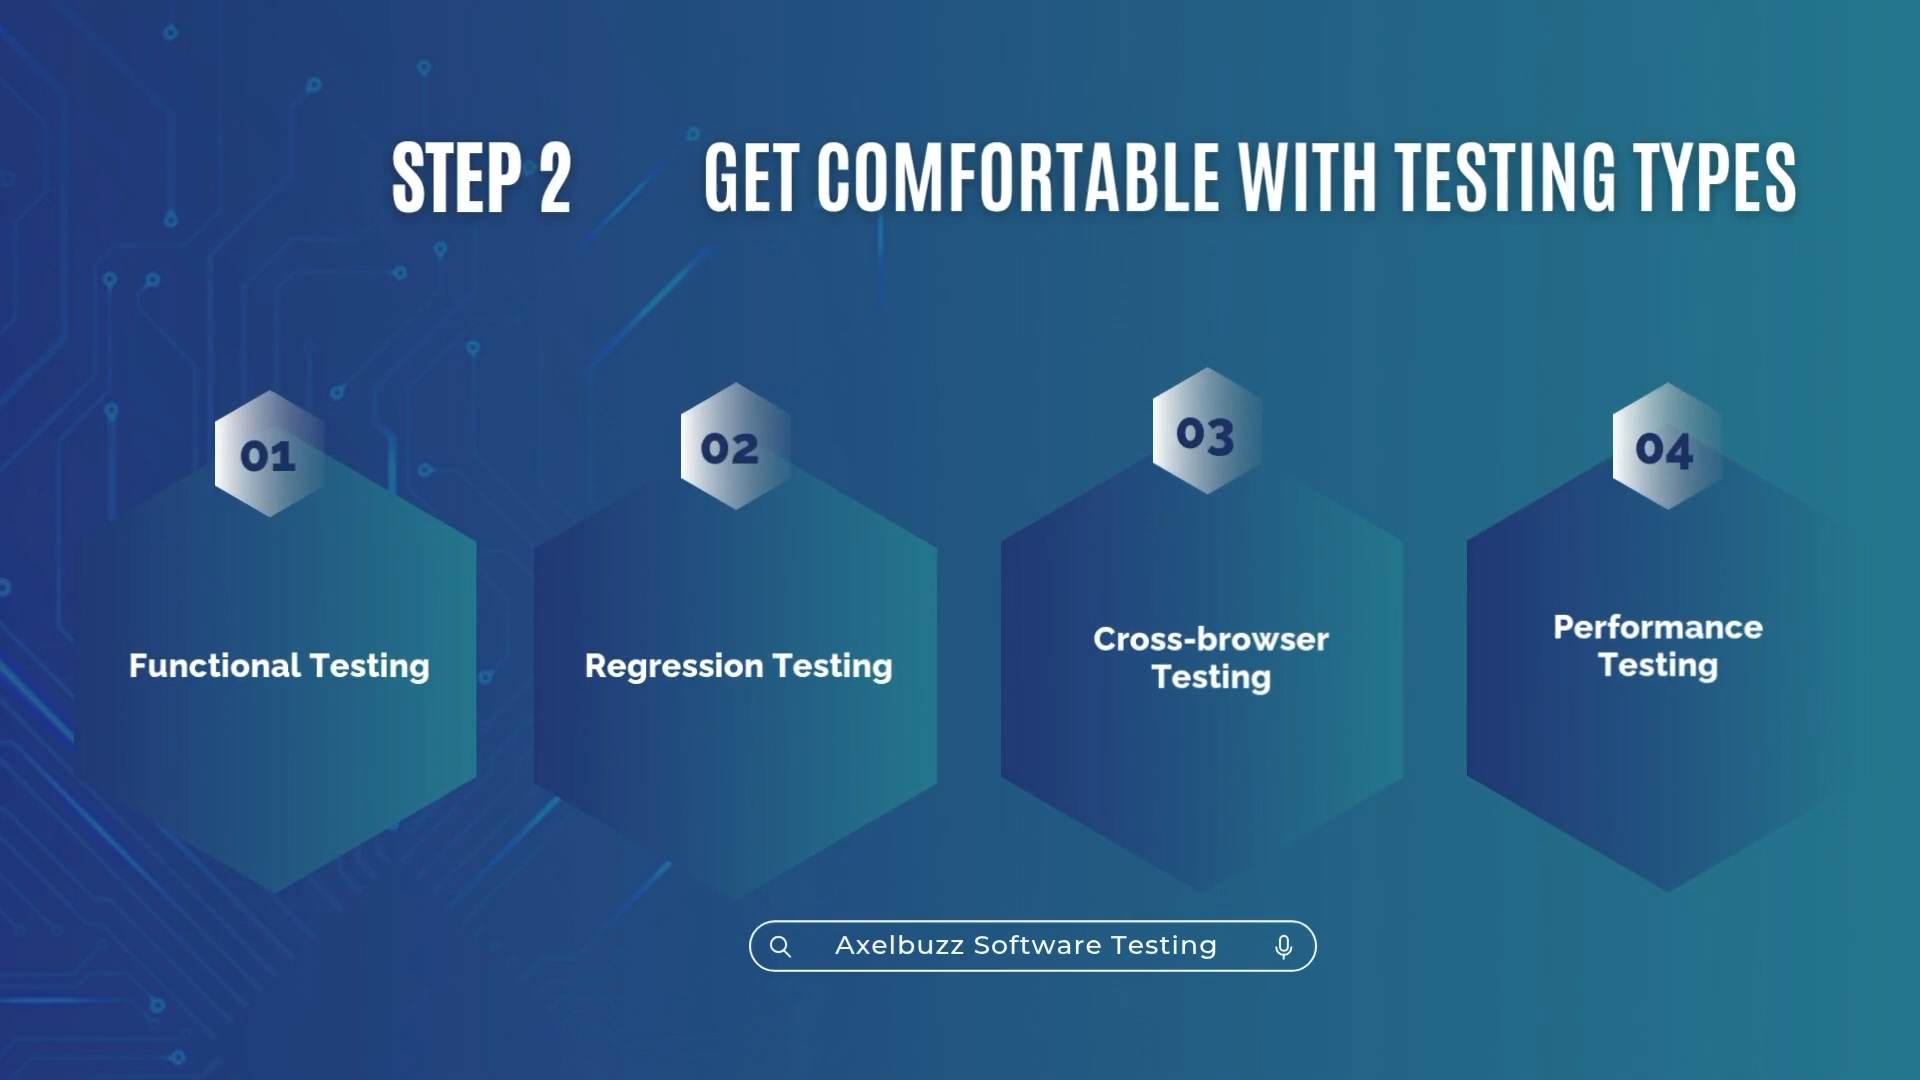 STEP 2 GET COMFORTABLE WITH TESTING TYPES
01
Functional Testing
02
Regression Testing
03
Cross-browser
Testing
04
Performance
Testing
Axelbuzz Software Testing